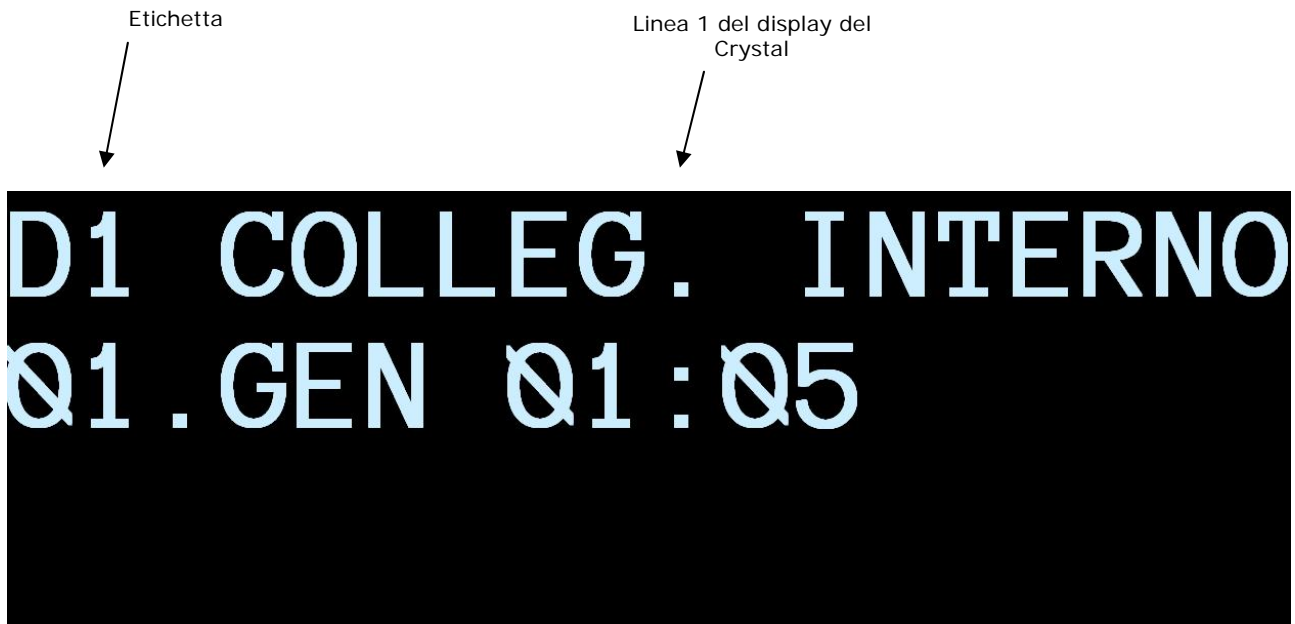 Etichetta
Linea 1 del display del
Crystal
D1 COLLEG. INTERNO
01.GEN 01:05